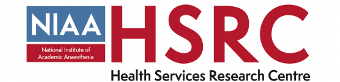 NIAA
National Institute of
Academic Anaesthesia
HSRC
Health Services Research Centre